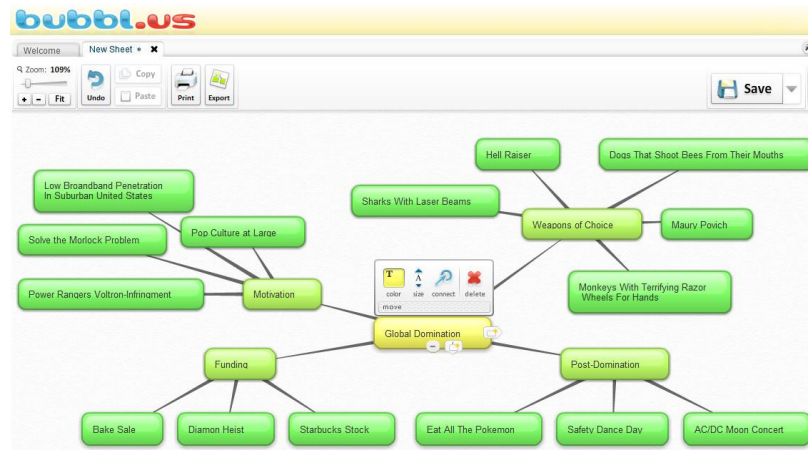 bubbl.us
Welcome
New Sheet
Zoom: 109%
+ - Fit
Undo
Copy
Paste
Print
Export
Save
Hell Raiser
Dogs That Shoot Bees From Their Mouths
Low Broandband Penetration
In Suburban United States
Sharks With Laser Beams
Solve the Morlock Problem
Pop Culture at Large
Weapons of Choice
Maury Povich
T
A
color
size
connect
delete
move
Monkeys With Terrifying Razor
Wheels For Hands
Power Rangers Voltron-Infringment
Motivation
Global Domination
Funding
Post-Domination
Bake Sale
Diamon Heist
Starbucks Stock
Eat All The Pokemon
Safety Dance Day
AC/DC Moon Concert